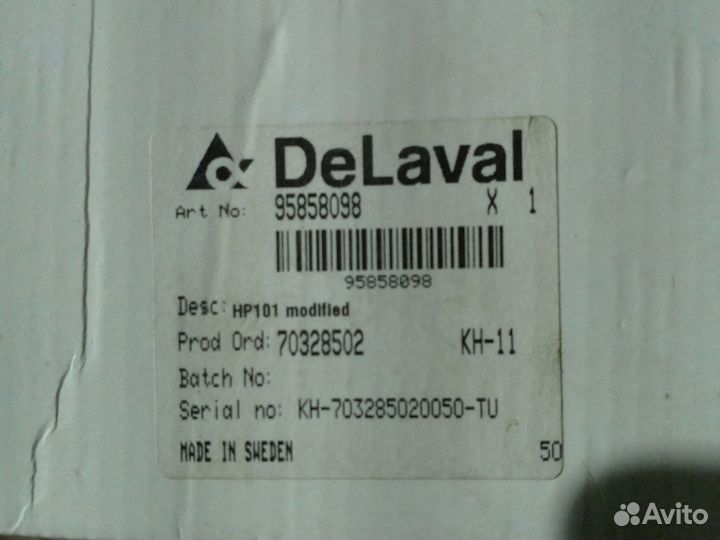 DeLaval
Art No: 95858098 X 1
95858098
Desc: HP101 modified
Prod Ord: 70328502 KH-11
Batch No:
Serial no: KH-703285020050-TU
MADE IN SWEDEN 50
Avito